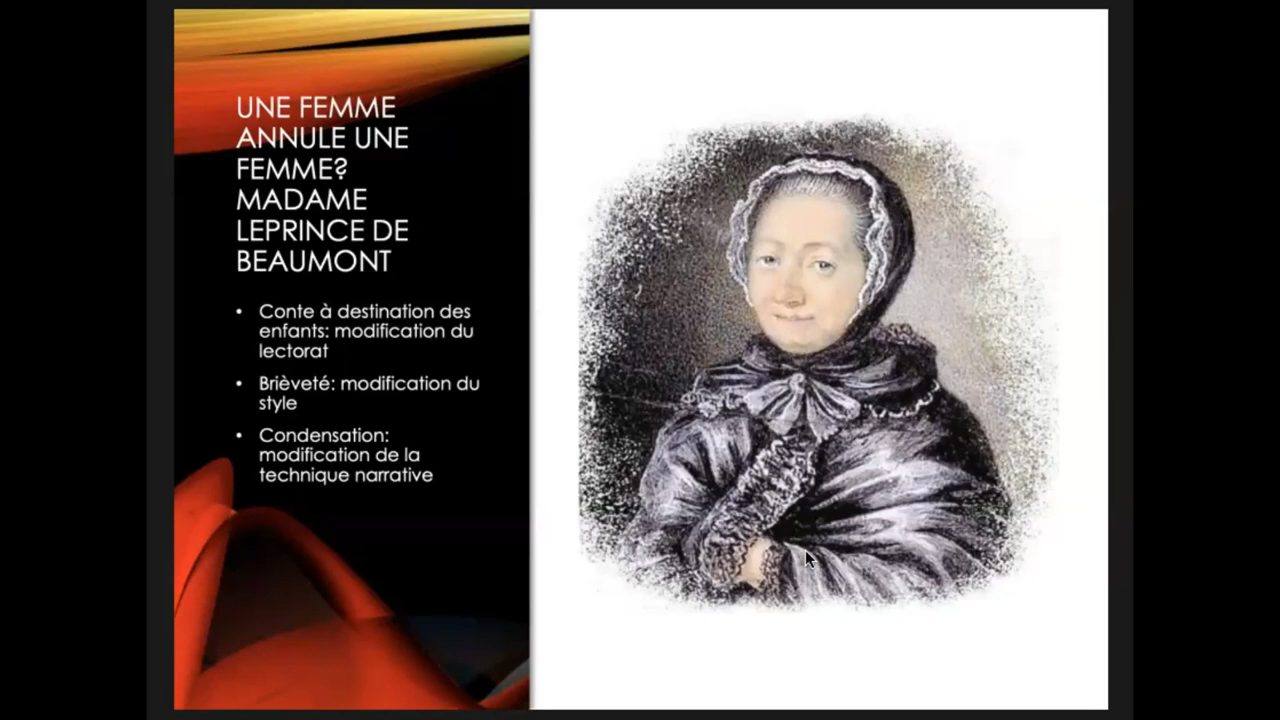 UNE FEMME
ANNULE UNE
FEMME?
MADAME
LEPRINCE DE
BEAUMONT
• Conte à destination des
enfants: modification du
lectorat
• Brièveté: modification du
style
• Condensation:
modification de la
technique narrative